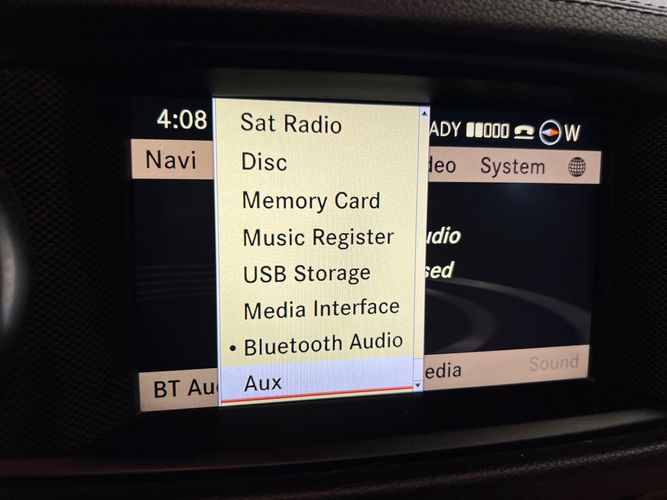 4:08 ADY W
Navi deo System
Sat Radio
Disc
Memory Card
Music Register
udio
USB Storage
sed
Media Interface
• Bluetooth Audio
Aux
BT Au edia Sound